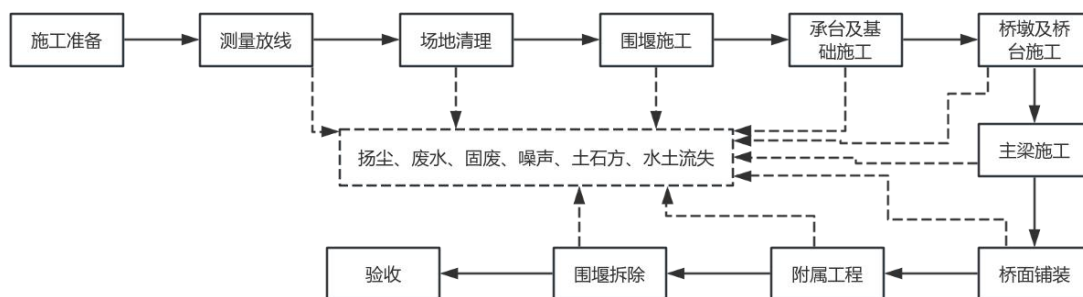 施工准备
测量放线
场地清理
围堰施工
承台及基
础施工
桥墩及桥
台施工
扬尘、废水、固废、噪声、土石方、水土流失
主梁施工
验收
围堰拆除
附属工程
桥面铺装